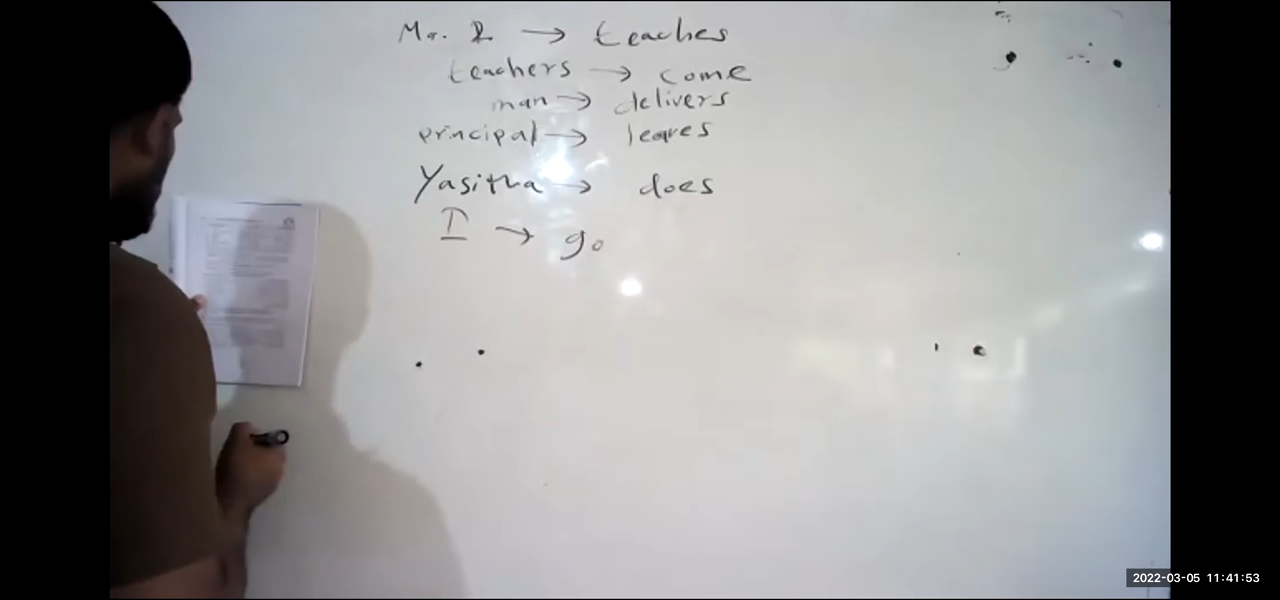 Mr. R → teaches
teachers → come
man → delivers
principal → leaves
Yasitha → does
I → go
2022-03-05 11:41:53